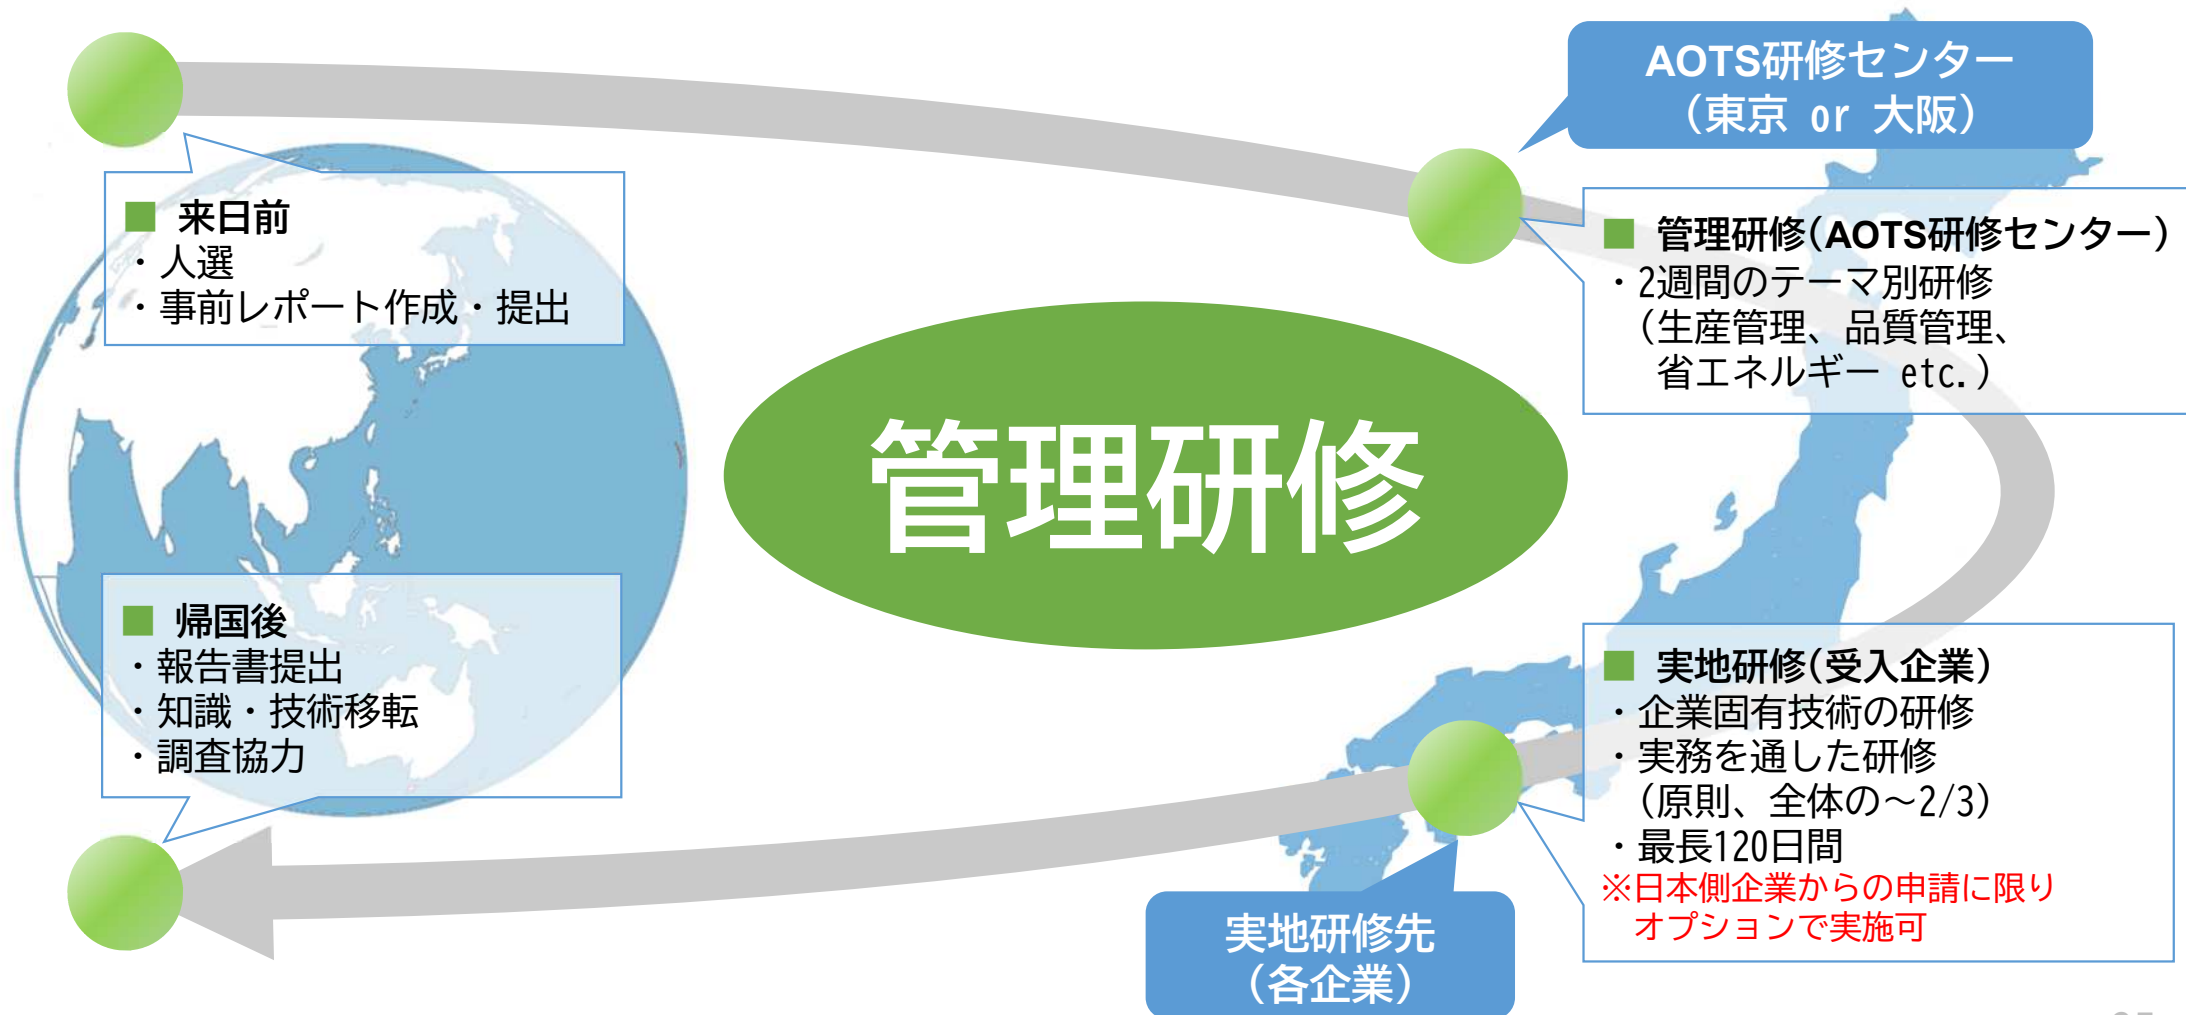 AOTS研修センター
（東京 or 大阪）
■ 来日前
・人選
・事前レポート作成・提出
■ 管理研修（AOTS研修センター）
・2週間のテーマ別研修
（生産管理、品質管理、
省エネルギー etc.）
管理研修
■ 帰国後
・報告書提出
・知識・技術移転
・調査協力
■ 実地研修（受入企業）
・企業固有技術の研修
・実務を通した研修
（原則、全体の～2/3）
・最長120日間
※日本側企業からの申請に限り
オプションで実施可
実地研修先
（各企業）